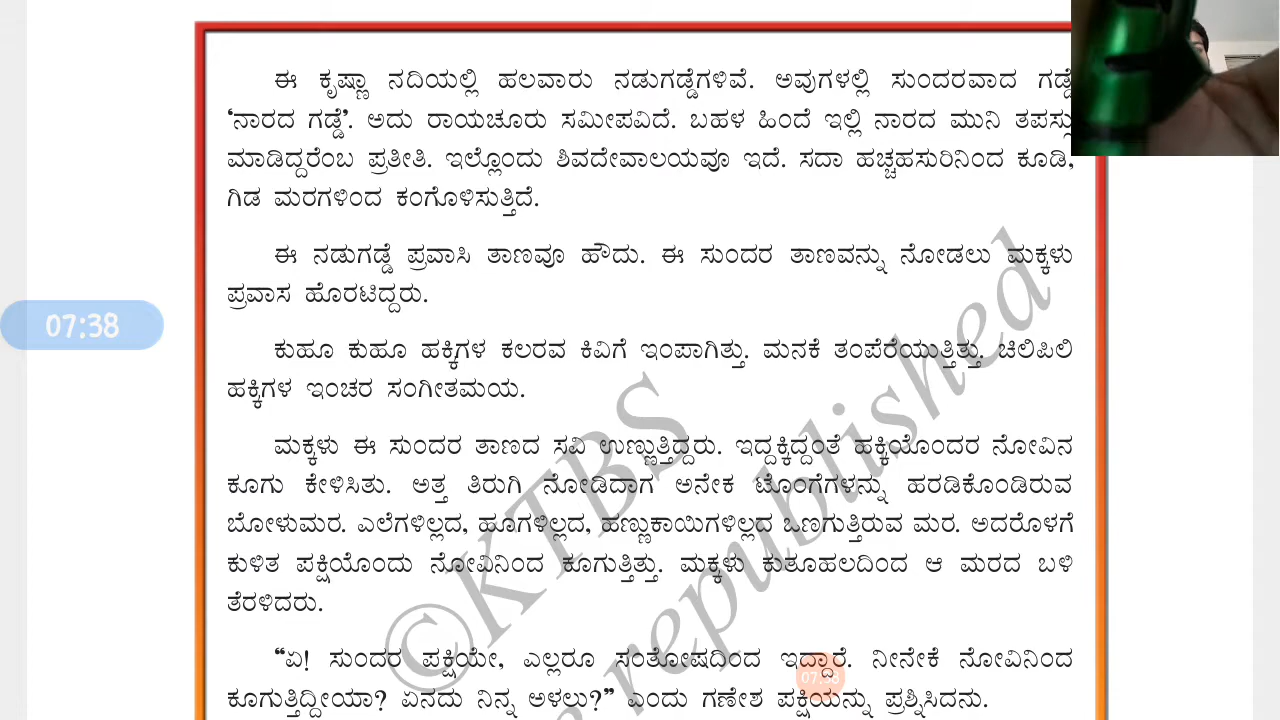 ಈ ಕೃಷ್ಣಾ ನದಿಯಲ್ಲಿ ಹಲವಾರು ನಡುಗಡ್ಡೆಗಳಿವೆ. ಅವುಗಳಲ್ಲಿ ಸುಂದರವಾದ ಗಡ್ಡೆ
‘ನಾರದ ಗಡ್ಡೆ’. ಅದು ರಾಯಚೂರು ಸಮೀಪವಿದೆ. ಬಹಳ ಹಿಂದೆ ಇಲ್ಲಿ ನಾರದ ಮುನಿ ತಪಸ್ಸು
ಮಾಡಿದ್ದರೆಂಬ ಪ್ರತೀತಿ. ಇಲ್ಲೊಂದು ಶಿವದೇವಾಲಯವೂ ಇದೆ. ಸದಾ ಹಚ್ಚಹಸುರಿನಿಂದ ಕೂಡಿ,
ಗಿಡ ಮರಗಳಿಂದ ಕಂಗೊಳಿಸುತ್ತಿದೆ.
ಈ ನಡುಗಡ್ಡೆ ಪ್ರವಾಸಿ ತಾಣವೂ ಹೌದು. ಈ ಸುಂದರ ತಾಣವನ್ನು ನೋಡಲು ಮಕ್ಕಳು
ಪ್ರವಾಸ ಹೊರಟಿದ್ದರು.
07:38
ಕುಹೂ ಕುಹೂ ಹಕ್ಕಿಗಳ ಕಲರವ ಕಿವಿಗೆ ಇಂಪಾಗಿತ್ತು. ಮನಕೆ ತಂಪೆರೆಯುತ್ತಿತ್ತು. ಚಿಲಿಪಿಲಿ
ಹಕ್ಕಿಗಳ ಇಂಚರ ಸಂಗೀತಮಯ.
ಮಕ್ಕಳು ಈ ಸುಂದರ ತಾಣದ ಸವಿ ಉಣ್ಣುತ್ತಿದ್ದರು. ಇದ್ದಕ್ಕಿದ್ದಂತೆ ಹಕ್ಕಿಯೊಂದರ ನೋವಿನ
ಕೂಗು ಕೇಳಿಸಿತು. ಅತ್ತ ತಿರುಗಿ ನೋಡಿದಾಗ ಅನೇಕ ಟೊಂಗೆಗಳನ್ನು ಹರಡಿಕೊಂಡಿರುವ
ಬೋಳುಮರ. ಎಲೆಗಳಿಲ್ಲದ, ಹೂಗಳಿಲ್ಲದ, ಹಣ್ಣುಕಾಯಿಗಳಿಲ್ಲದ ಒಣಗುತ್ತಿರುವ ಮರ. ಅದರೊಳಗೆ
ಕುಳಿತ ಪಕ್ಷಿಯೊಂದು ನೋವಿನಿಂದ ಕೂಗುತ್ತಿತ್ತು. ಮಕ್ಕಳು ಕುತೂಹಲದಿಂದ ಆ ಮರದ ಬಳಿ
ತೆರಳಿದರು.
“ಏ! ಸುಂದರ ಪಕ್ಷಿಯೇ, ಎಲ್ಲರೂ ಸಂತೋಷದಿಂದ ಇದ್ದಾರೆ. ನೀನೇಕೆ ನೋವಿನಿಂದ
ಕೂಗುತ್ತಿದ್ದೀಯಾ? ಏನದು ನಿನ್ನ ಅಳಲು?” ಎಂದು ಗಣೇಶ ಪಕ್ಷಿಯನ್ನು ಪ್ರಶ್ನಿಸಿದನು.
07:38
©KTBS
be republished